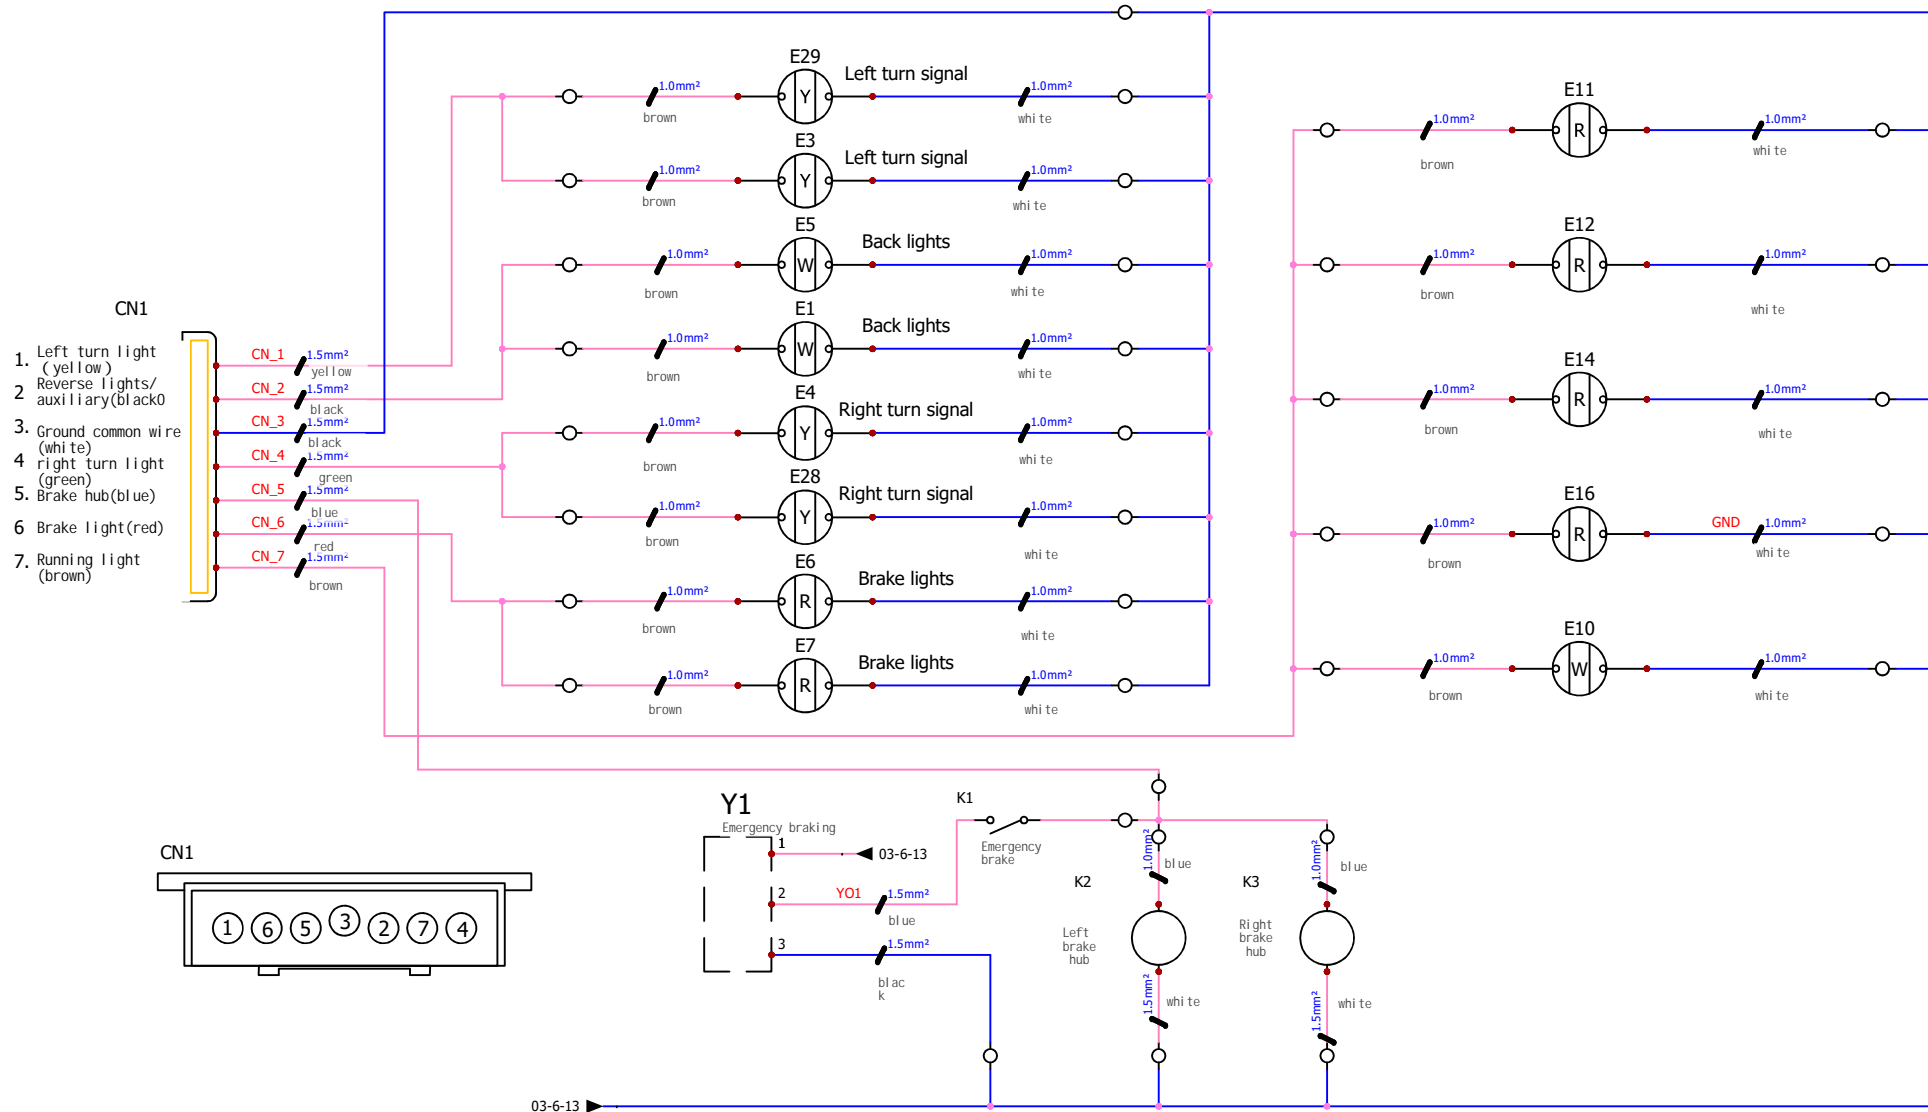 CN1
1. Left turn light
(yellow)
2 Reverse lights/
auxiliary(black0
3. Ground common wire
(white)
4 right turn light
(green)
5. Brake hub(blue)
6 Brake light(red)
7. Running light
(brown)
CN_1 1.5mm²
yellow
CN_2 1.5mm²
black
CN_3 1.5mm²
black
CN_4 1.5mm²
green
CN_5 1.5mm²
blue
CN_6 1.5mm²
red
CN_7 1.5mm²
brown
E29
1.0mm² Y Left turn signal 1.0mm²
brown white
E3
1.0mm² Y Left turn signal 1.0mm²
brown white
E5
1.0mm² W Back lights 1.0mm²
brown white
E1
1.0mm² W Back lights 1.0mm²
brown white
E4
1.0mm² Y Right turn signal 1.0mm²
brown white
E28
1.0mm² Y Right turn signal 1.0mm²
brown white
E6
1.0mm² R Brake lights 1.0mm²
brown white
E7
1.0mm² R Brake lights 1.0mm²
brown white
E11
1.0mm² R 1.0mm²
brown white
E12
1.0mm² R 1.0mm²
brown white
E14
1.0mm² R 1.0mm²
brown white
E16
1.0mm² R GND 1.0mm²
brown white
E10
1.0mm² W 1.0mm²
brown white
CN1
1 6 5 3 2 7 4
Y1
Emergency braking
1 03-6-13
2 YO1 1.5mm²
blue
3 1.5mm²
blac
k
K1
Emergency
brake
K2
1.0mm² blue
Left
brake
hub
1.5mm² white
K3
1.0mm² blue
Right
brake
hub
1.5mm² white
03-6-13